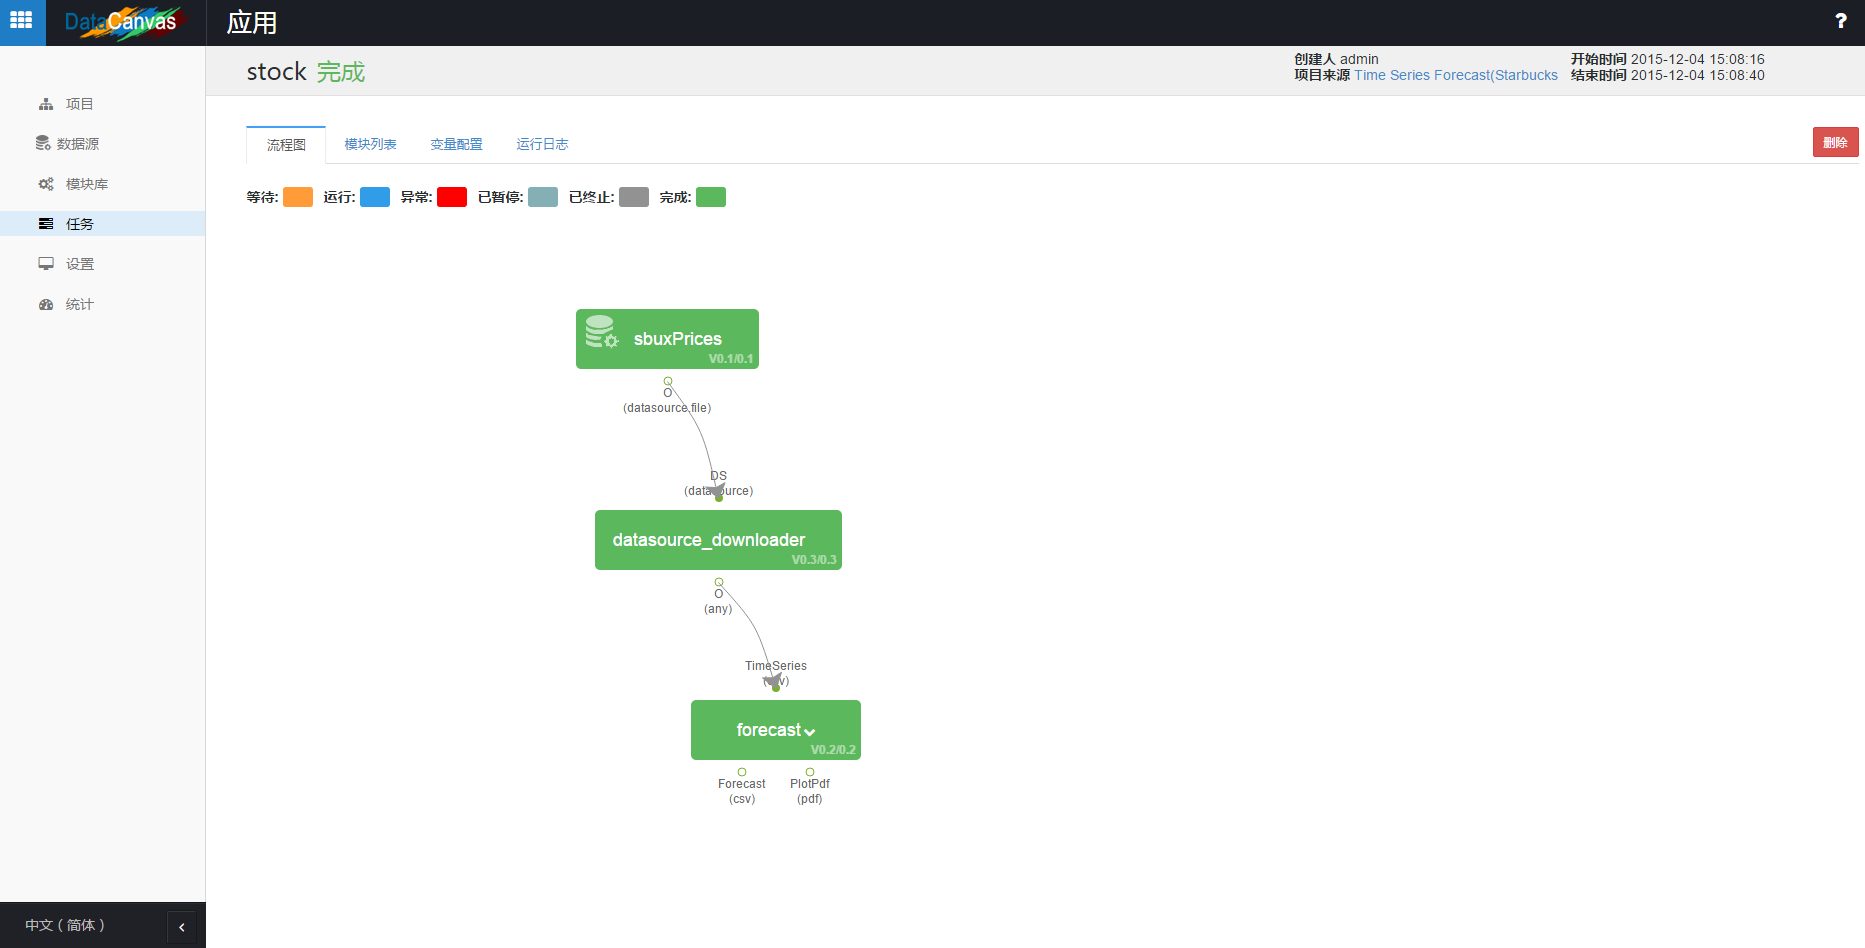 DataCanvas
应用
?
stock 完成
创建人 admin
项目来源 Time Series Forecast(Starbucks
开始时间 2015-12-04 15:08:16
结束时间 2015-12-04 15:08:40
项目
数据源
模块库
任务
设置
统计
流程图 模块列表 变量配置 运行日志
删除
等待: 运行: 异常: 已暂停: 已终止: 完成:
sbuxPrices
V0.1/0.1
O
(datasource.file)
DS
(datasource)
datasource_downloader
V0.3/0.3
O
(any)
TimeSeries
(csv)
forecast
V0.2/0.2
Forecast
(csv)
PlotPdf
(pdf)
中文 ( 简体 )